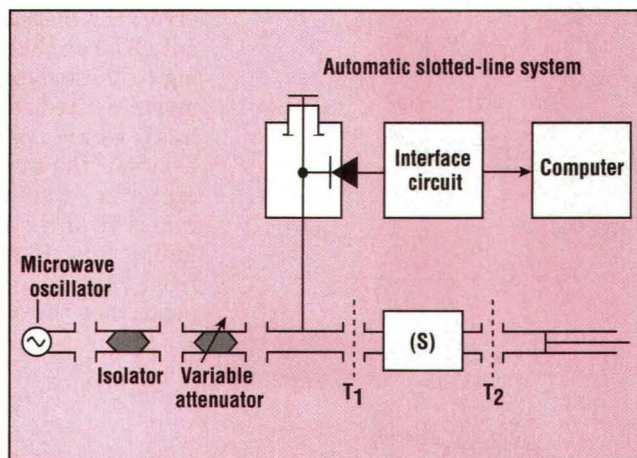 Automatic slotted-line system
Interface
circuit
Computer
Microwave
oscillator
Isolator
Variable
attenuator
(S)
T1
T2